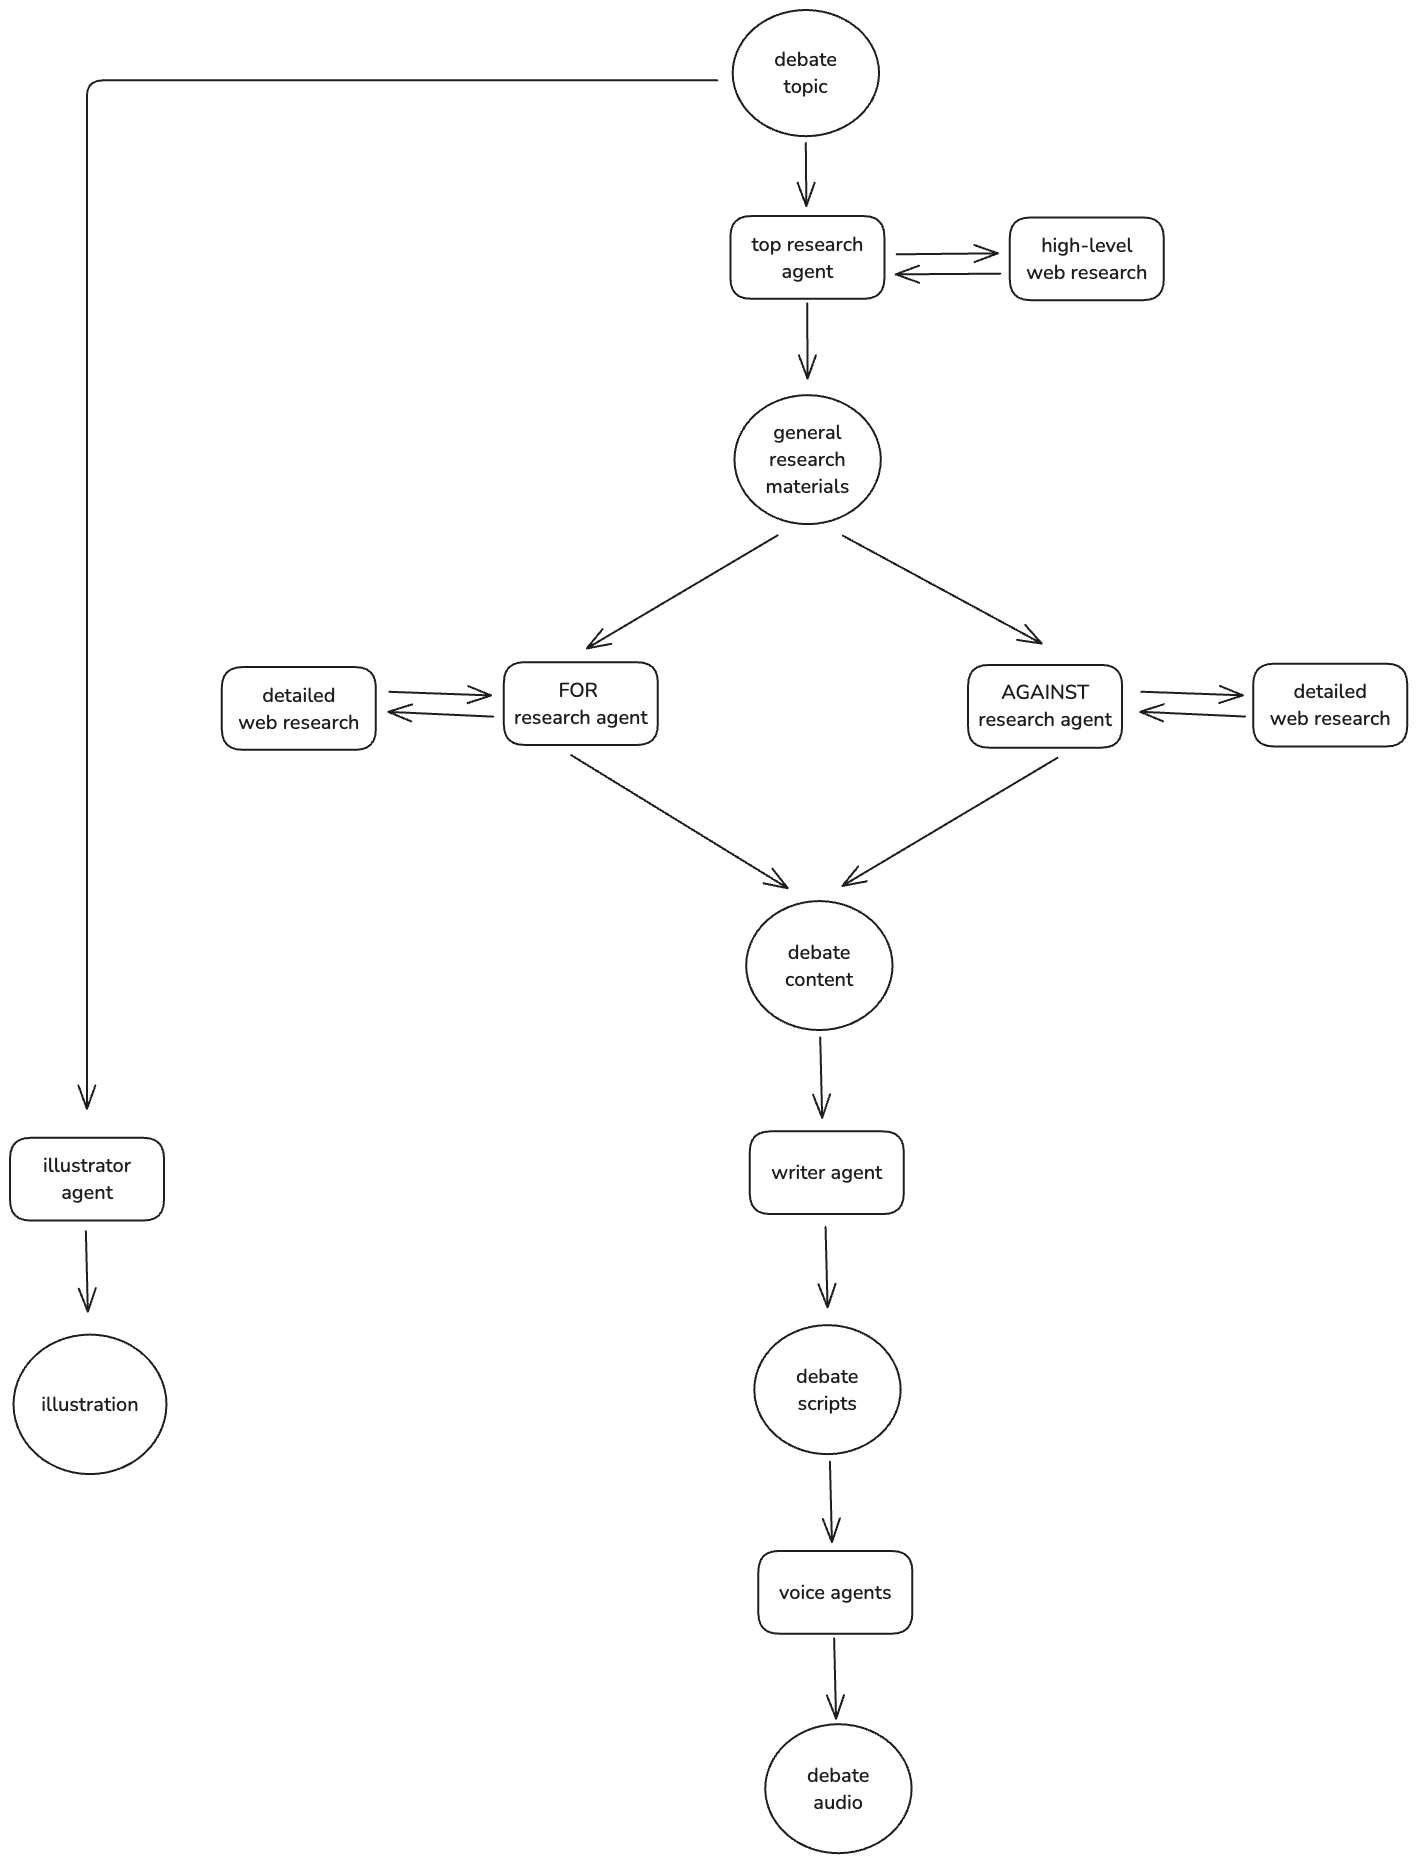 debate
topic
top research
agent
high-level
web research
general
research
materials
detailed
web research
FOR
research agent
AGAINST
research agent
detailed
web research
debate
content
illustrator
agent
writer agent
illustration
debate
scripts
voice agents
debate
audio